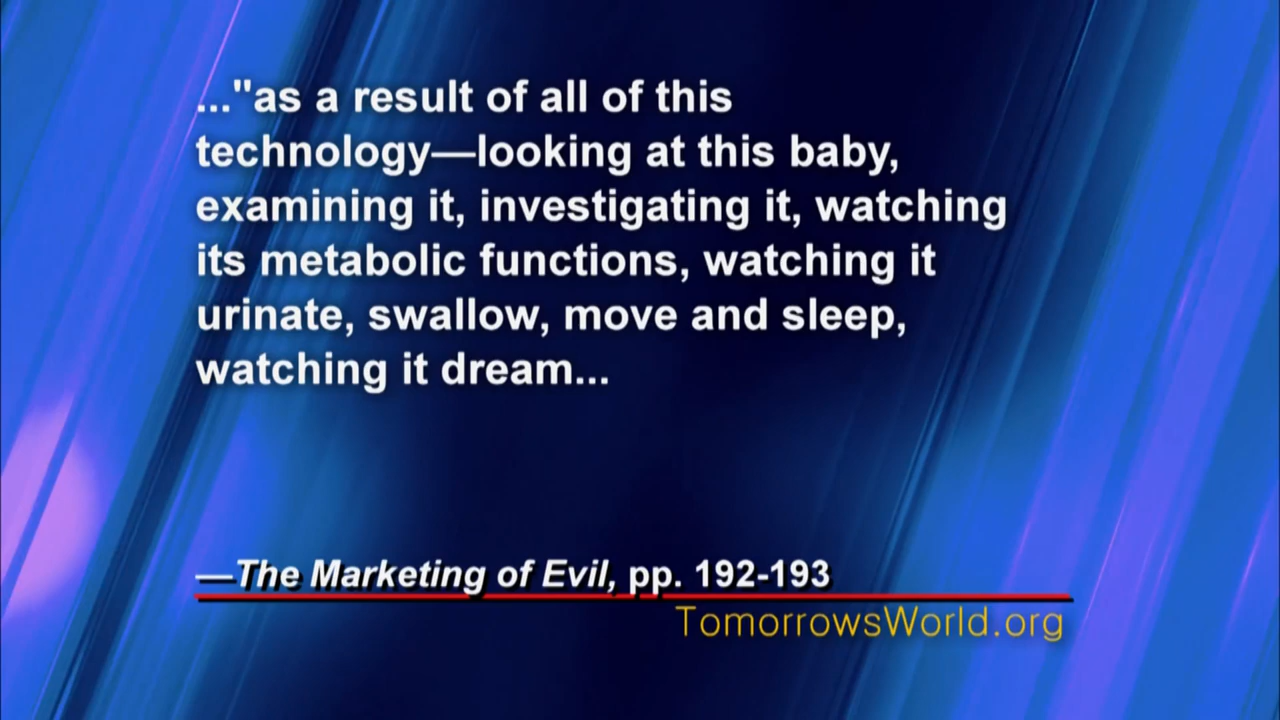 ..."as a result of all of this
technology—looking at this baby,
examining it, investigating it, watching
its metabolic functions, watching it
urinate, swallow, move and sleep,
watching it dream...
—The Marketing of Evil, pp. 192-193
TomorrowsWorld.org